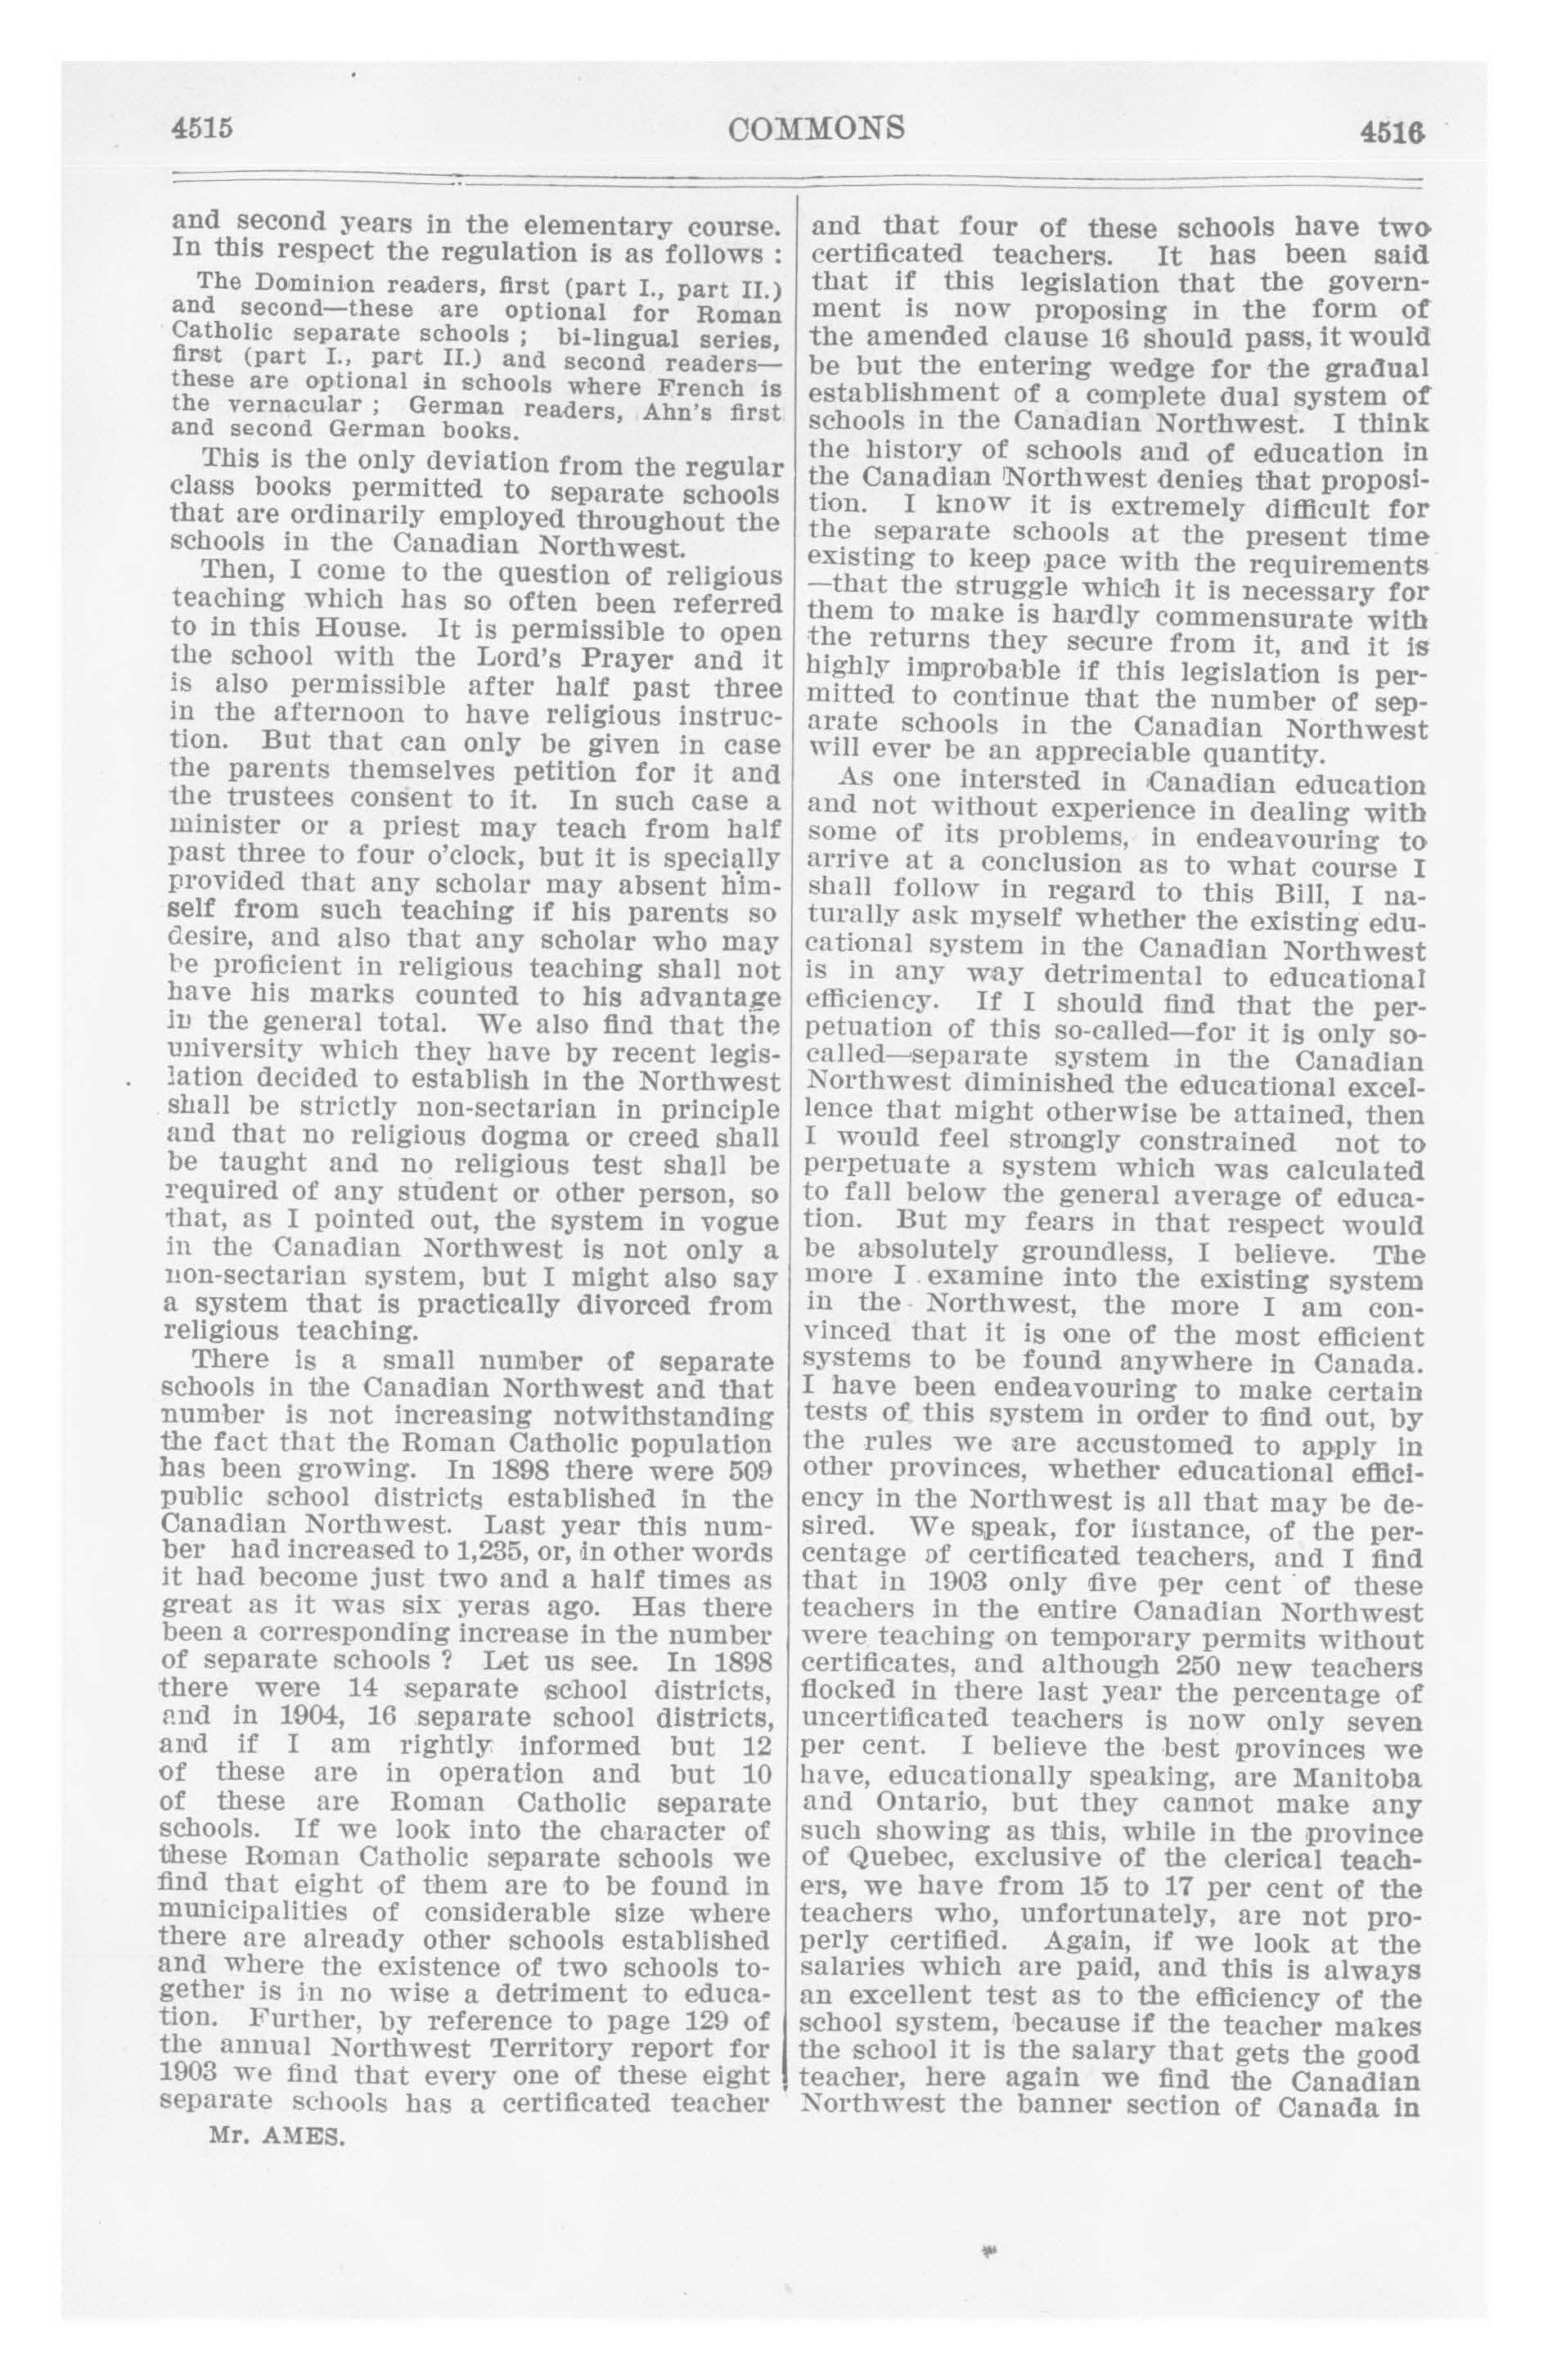 4515
COMMONS
4516
and second years in the elementary course.
In this respect the regulation is as follows :
The Dominion readers, first (part I., part II.)
and second—these are optional for Roman
Catholic separate schools ; bi-lingual series,
first (part I., part II.) and second readers—
these are optional in schools where French is
the vernacular ; German readers, Ahn's first
and second German books.
This is the only deviation from the regular
class books permitted to separate schools
that are ordinarily employed throughout the
schools in the Canadian Northwest.
Then, I come to the question of religious
teaching which has so often been referred
to in this House. It is permissible to open
the school with the Lord's Prayer and it
is also permissible after half past three
in the afternoon to have religious instruc-
tion. But that can only be given in case
the parents themselves petition for it and
the trustees consent to it. In such case a
minister or a priest may teach from half
past three to four o'clock, but it is specially
provided that any scholar may absent him-
self from such teaching if his parents so
desire, and also that any scholar who may
be proficient in religious teaching shall not
have his marks counted to his advantage
in the general total. We also find that the
university which they have by recent legis-
lation decided to establish in the Northwest
shall be strictly non-sectarian in principle
and that no religious dogma or creed shall
be taught and no religious test shall be
required of any student or other person, so
that, as I pointed out, the system in vogue
in the Canadian Northwest is not only a
non-sectarian system, but I might also say
a system that is practically divorced from
religious teaching.
There is a small number of separate
schools in the Canadian Northwest and that
number is not increasing notwithstanding
the fact that the Roman Catholic population
has been growing. In 1898 there were 509
public school districts established in the
Canadian Northwest. Last year this num-
ber had increased to 1,235, or, in other words
it had become just two and a half times as
great as it was six yeras ago. Has there
been a corresponding increase in the number
of separate schools ? Let us see. In 1898
there were 14 separate school districts,
and in 1904, 16 separate school districts,
and if I am rightly informed but 12
of these are in operation and but 10
of these are Roman Catholic separate
schools. If we look into the character of
these Roman Catholic separate schools we
find that eight of them are to be found in
municipalities of considerable size where
there are already other schools established
and where the existence of two schools to-
gether is in no wise a detriment to educa-
tion. Further, by reference to page 129 of
the annual Northwest Territory report for
1903 we find that every one of these eight
separate schools has a certificated teacher
Mr. AMES.
and that four of these schools have two
certificated teachers. It has been said
that if this legislation that the govern-
ment is now proposing in the form of
the amended clause 16 should pass, it would
be but the entering wedge for the gradual
establishment of a complete dual system of
schools in the Canadian Northwest. I think
the history of schools and of education in
the Canadian Northwest denies that proposi-
tion. I know it is extremely difficult for
the separate schools at the present time
existing to keep pace with the requirements
—that the struggle which it is necessary for
them to make is hardly commensurate with
the returns they secure from it, and it is
highly improbable if this legislation is per-
mitted to continue that the number of sep-
arate schools in the Canadian Northwest
will ever be an appreciable quantity.
As one intersted in Canadian education
and not without experience in dealing with
some of its problems, in endeavouring to
arrive at a conclusion as to what course I
shall follow in regard to this Bill, I na-
turally ask myself whether the existing edu-
cational system in the Canadian Northwest
is in any way detrimental to educational
efficiency. If I should find that the per-
petuation of this so-called—for it is only so-
called—separate system in the Canadian
Northwest diminished the educational excel-
lence that might otherwise be attained, then
I would feel strongly constrained not to
perpetuate a system which was calculated
to fall below the general average of educa-
tion. But my fears in that respect would
be absolutely groundless, I believe. The
more I examine into the existing system
in the Northwest, the more I am con-
vinced that it is one of the most efficient
systems to be found anywhere in Canada.
I have been endeavouring to make certain
tests of this system in order to find out, by
the rules we are accustomed to apply in
other provinces, whether educational effici-
ency in the Northwest is all that may be de-
sired. We speak, for instance, of the per-
centage of certificated teachers, and I find
that in 1903 only five per cent of these
teachers in the entire Canadian Northwest
were teaching on temporary permits without
certificates, and although 250 new teachers
flocked in there last year the percentage of
uncertificated teachers is now only seven
per cent. I believe the best provinces we
have, educationally speaking, are Manitoba
and Ontario, but they cannot make any
such showing as this, while in the province
of Quebec, exclusive of the clerical teach-
ers, we have from 15 to 17 per cent of the
teachers who, unfortunately, are not pro-
perly certified. Again, if we look at the
salaries which are paid, and this is always
an excellent test as to the efficiency of the
school system, because if the teacher makes
the school it is the salary that gets the good
teacher, here again we find the Canadian
Northwest the banner section of Canada in